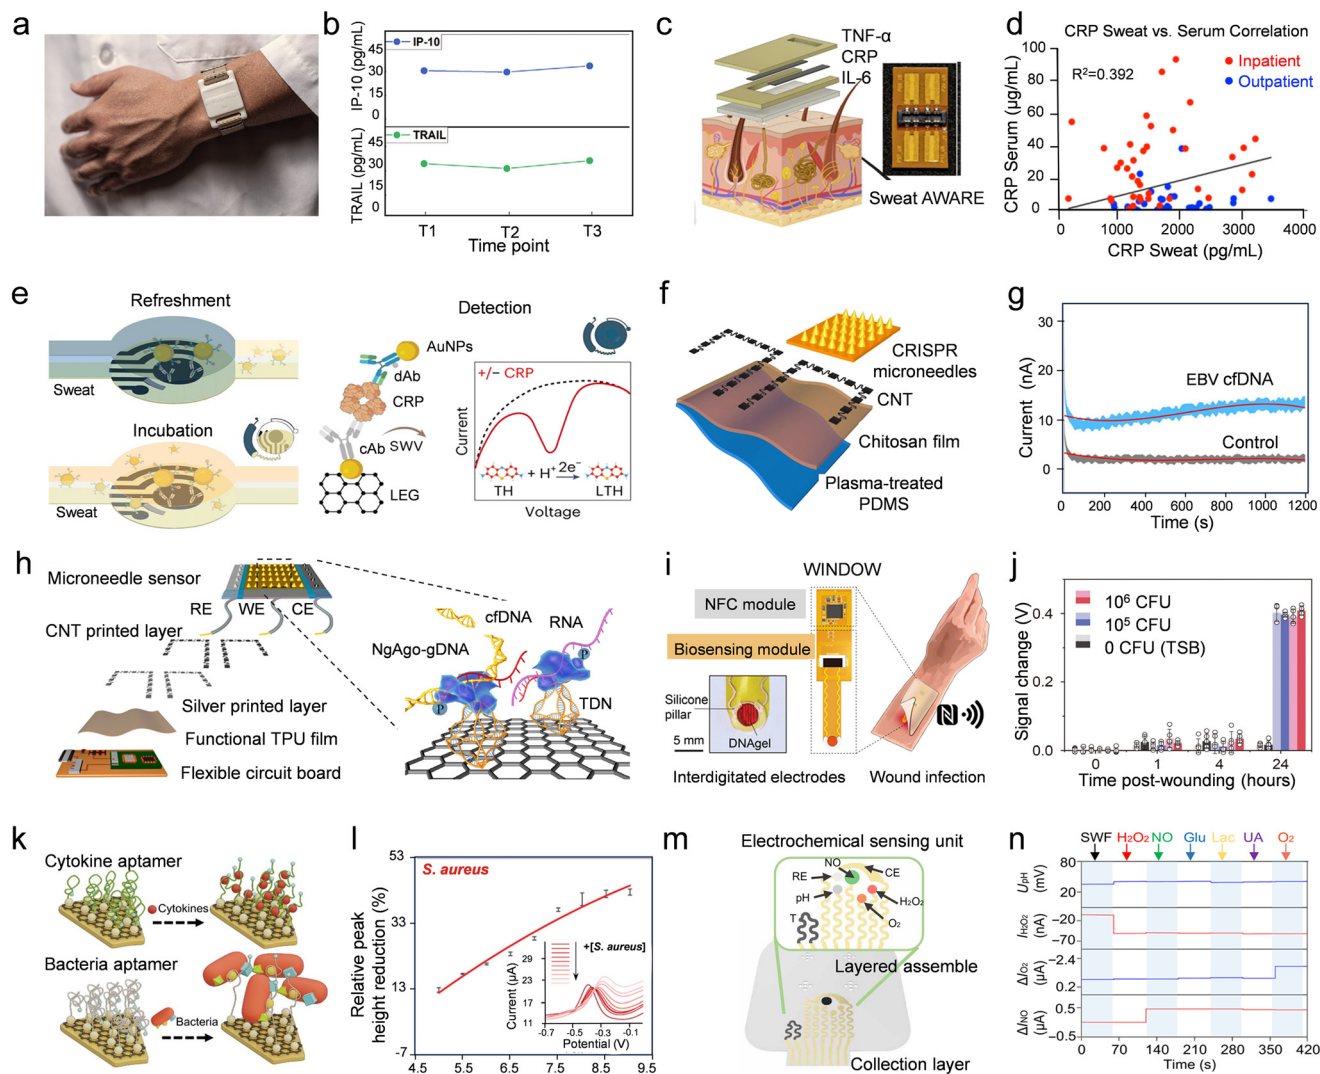 a
b
IP-10 (pg/mL)
45
30
15
0
IP-10
TRAIL (pg/mL)
45
30
15
0
TRAIL
T1
T2
T3
Time point
c
TNF-α
CRP
IL-6
Sweat AWARE
d
CRP Sweat vs. Serum Correlation
R²=0.392
Inpatient
Outpatient
CRP Serum (µg/mL)
100
80
60
40
20
0
0
1000
2000
3000
4000
CRP Sweat (pg/mL)
e
Refreshment
Sweat
Incubation
Sweat
AuNPs
dAb
CRP
cAb
SWV
LEG
Detection
+/− CRP
Current
TH
+ H⁺
2e⁻
LTH
Voltage
f
CRISPR
microneedles
CNT
Chitosan film
Plasma-treated
PDMS
g
Current (nA)
30
20
10
0
EBV cfDNA
Control
0
200
400
600
800
1000
1200
Time (s)
h
Microneedle sensor
RE
WE
CE
CNT printed layer
Silver printed layer
Functional TPU film
Flexible circuit board
cfDNA
RNA
NgAgo-gDNA
P
P
TDN
i
WINDOW
NFC module
Biosensing module
Silicone
pillar
DNAgel
5 mm
Interdigitated electrodes
Wound infection
j
Signal change (V)
0.4
0.2
0.0
10⁶ CFU
10⁵ CFU
0 CFU (TSB)
0
1
4
24
Time post-wounding (hours)
k
Cytokine aptamer
Cytokines
Bacteria aptamer
Bacteria
l
Relative peak
height reduction (%)
53
33
13
-7
S. aureus
+[S. aureus]
Current (µA)
29
26
23
20
17
14
11
-0.7
-0.5
-0.3
-0.1
Potential (V)
4.5
5.5
6.5
7.5
8.5
9.5
m
Electrochemical sensing unit
NO
RE
CE
pH
H₂O₂
O₂
T
Layered assemble
Collection layer
n
SWF
H₂O₂
NO
Glu
Lac
UA
O₂
U pH
(mV)
80
20
I H₂O₂
(nA)
−20
−70
ΔI O₂
(µA)
−2.4
0.2
ΔI NO
(µA)
0.5
−0.5
0
70
140
210
280
350
420
Time (s)